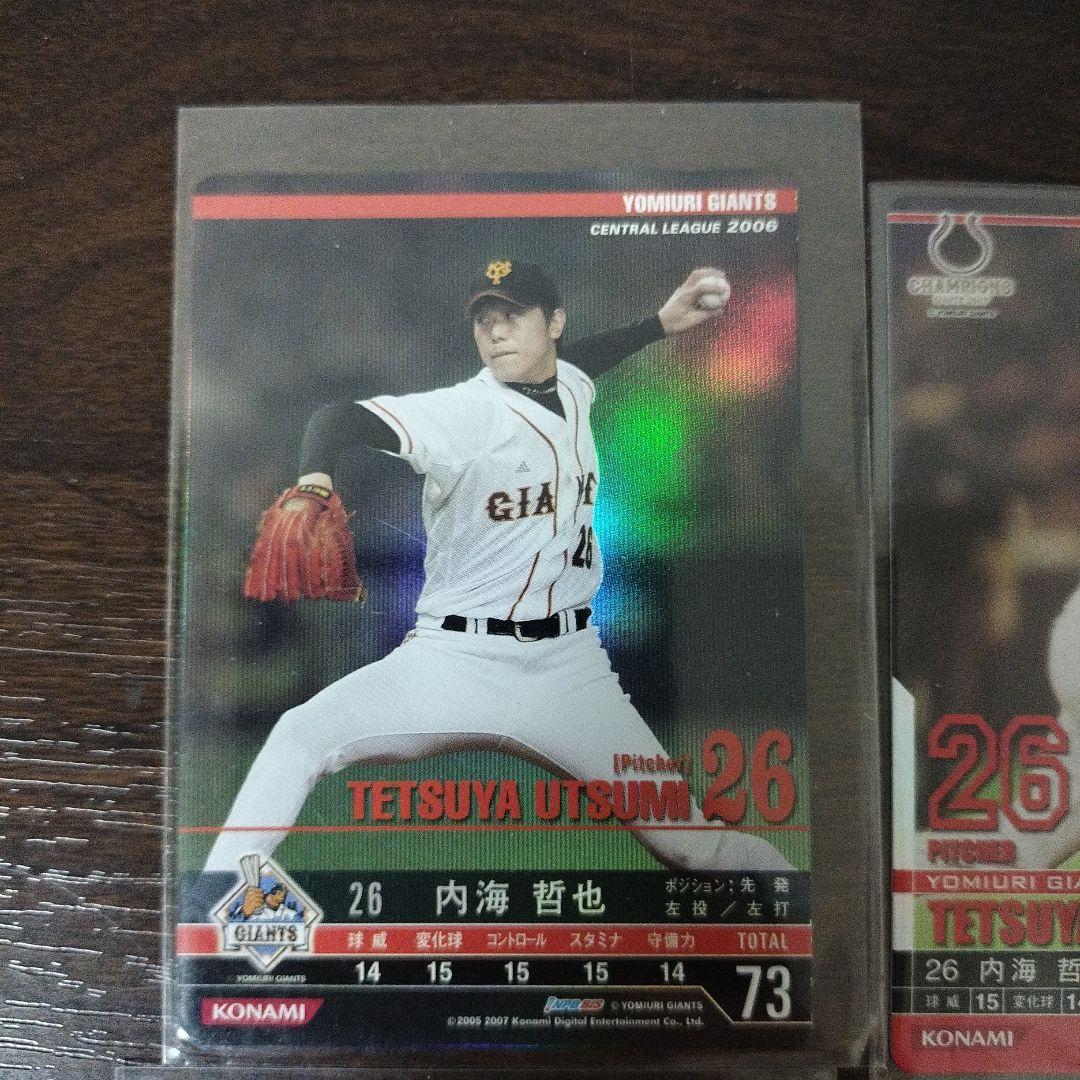 YOMIURI GIANTS
CENTRAL LEAGUE 2006
GIA
26
[Pitcher]
TETSUYA UTSUMI 26
GIANTS
26 内海 哲也
ポジション:先発
左投/左打
球威 変化球 コントロール スタミナ 守備力 TOTAL
14 15 15 15 14 73
©YOMIURI GIANTS
KONAMI
© YOMIURI GIANTS
©2005 2007 Konami Digital Entertainment Co., Ltd.
CHAMPIONS
26
PITCHER
YOMIURI GIA
TETSUYA
26 内海 哲
球威 15 変化球
KONAMI